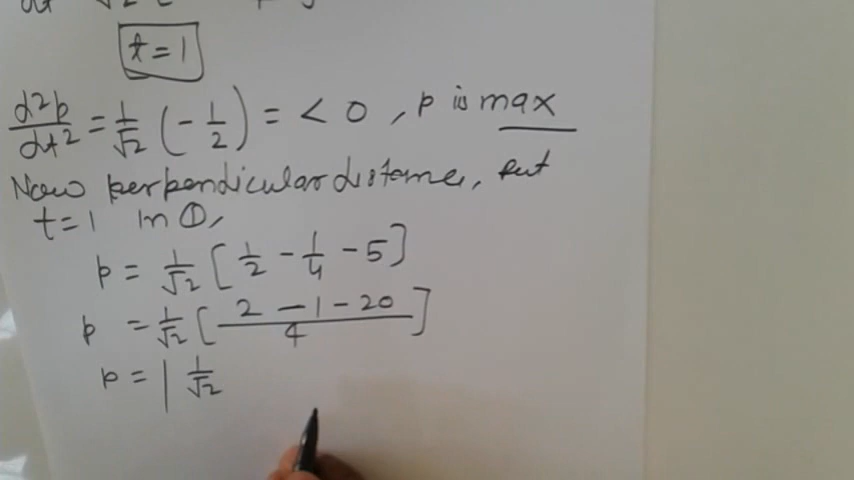 t = 1
d²p/dt² = 1/√2 (- 1/2) = < 0 , p is max
Now perpendicular distance, put
t = 1 in ①,
p = 1/√2 [ 1/2 - 1/4 - 5 ]
p = 1/√2 [ (2 - 1 - 20)/4 ]
p = | 1/√2